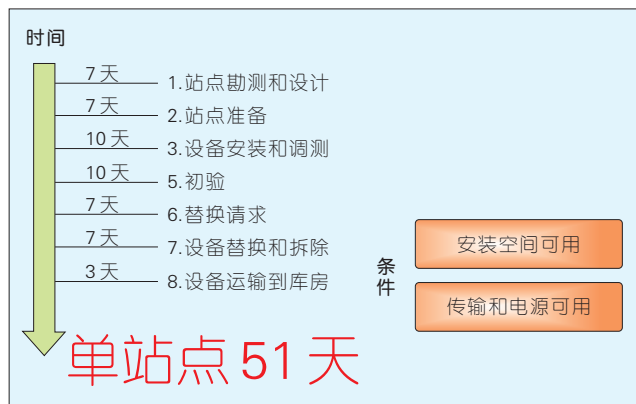 时间
7天 1.站点勘测和设计
7天 2.站点准备
10天 3.设备安装和调测
10天 5.初验
7天 6.替换请求
7天 7.设备替换和拆除
3天 8.设备运输到库房
条件
安装空间可用
传输和电源可用
单站点51天